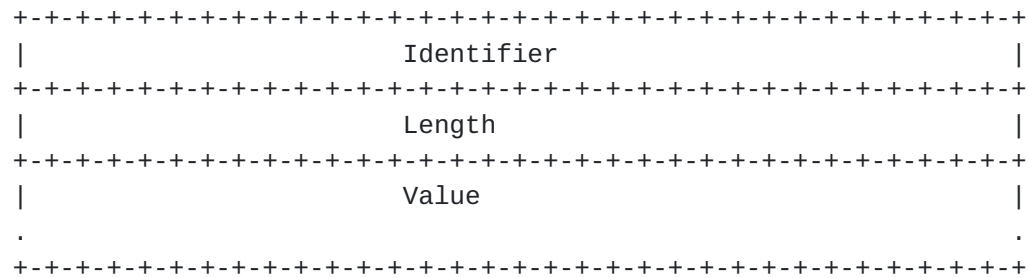 +-+-+-+-+-+-+-+-+-+-+-+-+-+-+-+-+-+-+-+-+-+-+-+-+-+-+-+-+-+-+-+-+
|                        Identifier                             |
+-+-+-+-+-+-+-+-+-+-+-+-+-+-+-+-+-+-+-+-+-+-+-+-+-+-+-+-+-+-+-+-+
|                        Length                                 |
+-+-+-+-+-+-+-+-+-+-+-+-+-+-+-+-+-+-+-+-+-+-+-+-+-+-+-+-+-+-+-+-+
|                        Value                                  |
.                                                               .
+-+-+-+-+-+-+-+-+-+-+-+-+-+-+-+-+-+-+-+-+-+-+-+-+-+-+-+-+-+-+-+-+